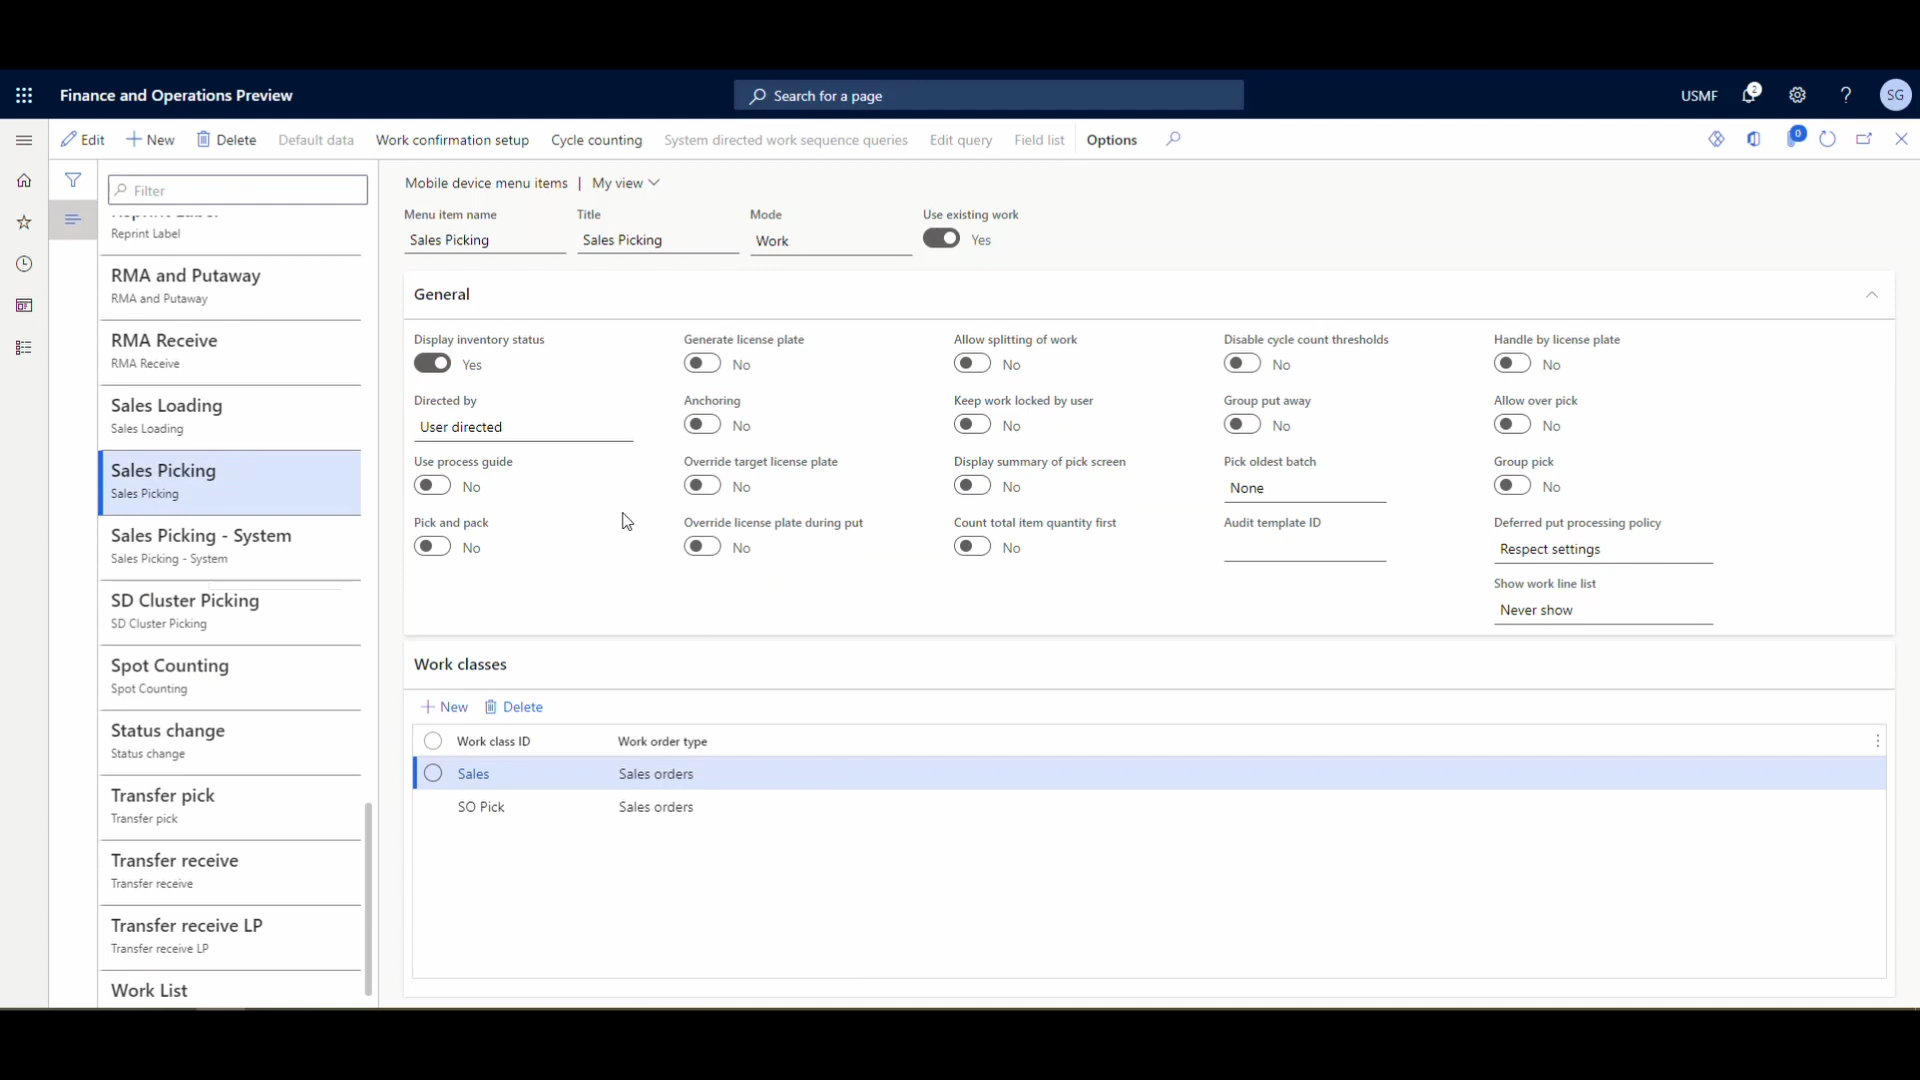 Finance and Operations Preview
Search for a page
USMF
2
SG
Edit
New
Delete
Default data
Work confirmation setup
Cycle counting
System directed work sequence queries
Edit query
Field list
Options
0
Filter
Reprint Label
Reprint Label
RMA and Putaway
RMA and Putaway
RMA Receive
RMA Receive
Sales Loading
Sales Loading
Sales Picking
Sales Picking
Sales Picking - System
Sales Picking - System
SD Cluster Picking
SD Cluster Picking
Spot Counting
Spot Counting
Status change
Status change
Transfer pick
Transfer pick
Transfer receive
Transfer receive
Transfer receive LP
Transfer receive LP
Work List
Mobile device menu items | My view
Menu item name
Sales Picking
Title
Sales Picking
Mode
Work
Use existing work
Yes
General
Display inventory status
Yes
Directed by
User directed
Use process guide
No
Pick and pack
No
Generate license plate
No
Anchoring
No
Override target license plate
No
Override license plate during put
No
Allow splitting of work
No
Keep work locked by user
No
Display summary of pick screen
No
Count total item quantity first
No
Disable cycle count thresholds
No
Group put away
No
Pick oldest batch
None
Audit template ID
Handle by license plate
No
Allow over pick
No
Group pick
No
Deferred put processing policy
Respect settings
Show work line list
Never show
Work classes
New
Delete
Work class ID Work order type
Sales Sales orders
SO Pick Sales orders